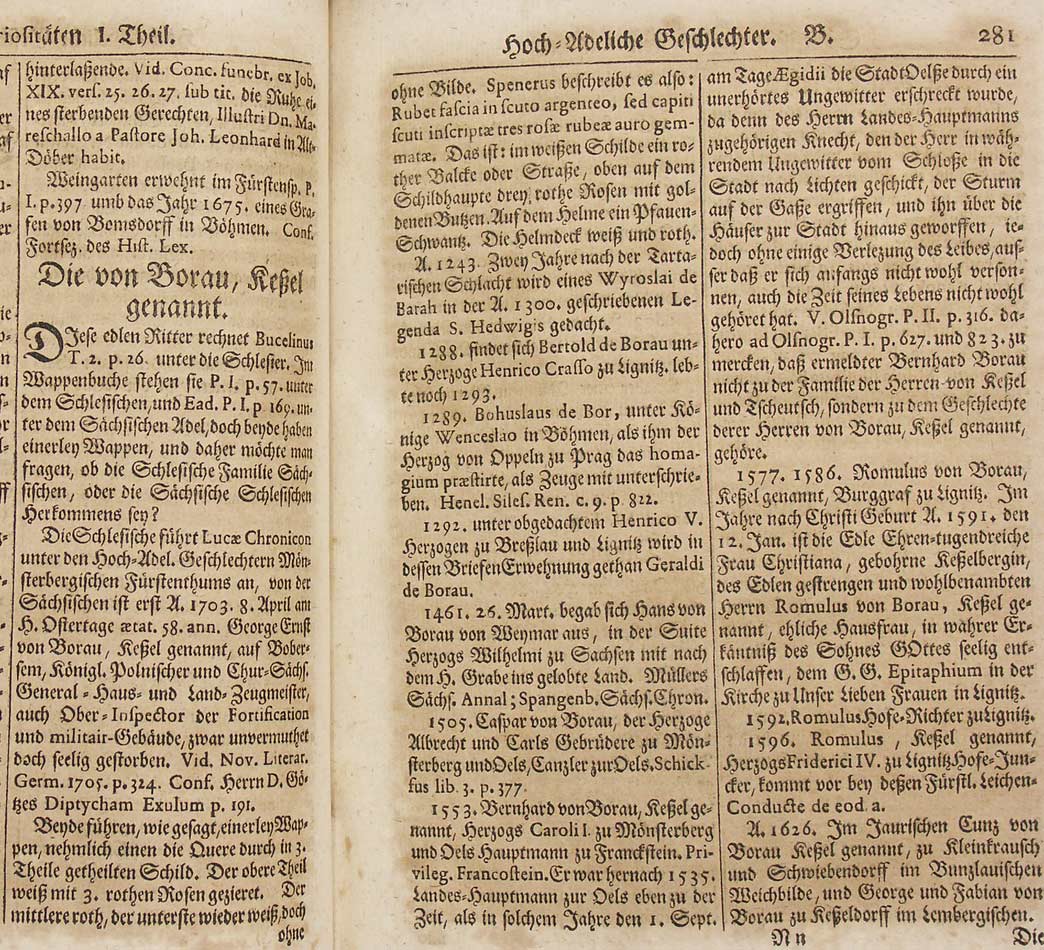 riositäten I. Theil.
hinterlaßende. Vid. Conc. funebr. ex Job.
XIX. vers. 25. 26. 27. sub tit. die Ruhe ei-
nes sterbenden Gerechten, Illustri Dn. Ma-
reschallo a Pastore Joh. Leonhard in Alt-
Döber habit.
Weingarten erwehnt im Fürstensp. P.
I. p. 397. umb das Jahr 1675. eines Gra-
fen von Bomsdorff in Böhmen. Conf.
Fortsez. des Hist. Lex.
Die von Borau, Keßel
genannt.
DIese edlen Ritter rechnet Bucelinus
T. 2. p. 26. unter die Schlesier. Im
Wappenbuche stehen sie P. I. p. 57. unter
dem Schlesischen, und Ead. P. I. p. 169. un-
ter dem Sächsischen Adel, doch beyde haben
einerley Wappen, und daher möchte man
fragen, ob die Schlesische Familie Säch-
sischen, oder die Sächsische Schlesischen
Herkommens sey?
Die Schlesische führt Lucæ Chronicon
unter den Hoch-Adel. Geschlechtern Mön-
sterbergischen Fürstenthums an, von der
Sächsischen ist erst A. 1703. 8. April am
H. Ostertage ætat. 58. ann. George Ernst
von Borau, Keßel genannt, auf Bober-
sem, Königl. Polnischer und Chur-Sächs.
General-Haus- und Land-Zeugmeister,
auch Ober-Inspector der Fortification
und militair-Gebäude, zwar unvermuthet
doch seelig gestorben. Vid. Nov. Literar.
Germ. 1705. p. 324. Conf. Herrn D. Gö-
tzes Diptycham Exulum p. 191.
Beyde führen, wie gesagt, einerley Wap-
pen, nehmlich einen die Quere durch in 3.
Theile getheilten Schild. Der obere Theil
weiß mit 3. rothen Rosen gezieret. Der
mittlere roth, der unterste wieder weiß, doch
ohne
Hoch-Adeliche Geschlechter. B. 281
ohne Bilde. Spenerus beschreibt es also:
Rubet fascia in scuto argenteo, sed capiti
scuti inscriptæ tres rosæ rubeæ auro gem-
matæ. Das ist: im weißen Schilde ein ro-
ther Balcke oder Straße, oben auf dem
Schildhaupte drey, rothe Rosen mit gol-
denen Butzen. Auf dem Helme ein Pfauen-
Schwantz. Die Helmdeck weiß und roth.
A. 1243. Zwey Jahre nach der Tarta-
rischen Schlacht wird eines Wyroslai de
Barah in der A. 1300. geschriebenen Le-
genda S. Hedwigis gedacht.
1288. findet sich Bertold de Borau un-
ter Herzoge Henrico Crasso zu Lignitz. leb-
te noch 1293.
1289. Bohuslaus de Bor, unter Kö-
nige Wenceslao in Böhmen, als ihm der
Herzog von Oppeln zu Prag das homa-
gium præstirte, als Zeuge mit unterschrie-
ben. Henel. Siles. Ren. c. 9. p. 822.
1292. unter obgedachtem Henrico V.
Herzogen zu Breßlau und Lignitz wird in
dessen Briefen Erwehnung gethan Geraldi
de Borau.
1461. 26. Mart. begab sich Hans von
Borau von Weymar aus, in der Suite
Herzogs Wilhelmi zu Sachsen mit nach
dem H. Grabe ins gelobte Land. Müllers
Sächs. Annal; Spangenb. Sächs. Chron.
1505. Caspar von Borau, der Herzoge
Albrecht und Carls Gebrüdere zu Mön-
sterberg und Oels, Canzler zur Oels. Schick-
fus lib. 3. p. 377.
1553. Bernhard von Borau, Keßel ge-
nannt, Herzogs Caroli I. zu Mönsterberg
und Oels Hauptmann zu Franckstein. Pri-
vileg. Francostein. Er war hernach 1535.
Landes-Hauptmann zur Oels eben zu der
Zeit, als in solchem Jahre den 1. Sept.
am Tage Ægidii die Stadt Oelße durch ein
unerhörtes Ungewitter erschreckt wurde,
da denn des Herrn Landes-Hauptmanns
zugehörigen Knecht, den der Herr in wäh-
rendem Ungewitter vom Schloße in die
Stadt nach Lichten geschickt, der Sturm
auf der Gaße ergriffen, und ihn über die
Häuser zur Stadt hinaus geworffen, ie-
doch ohne einige Verlezung des Leibes, auf-
ser daß er sich anfangs nicht wohl verson-
nen, auch die Zeit seines Lebens nicht wohl
gehöret hat. V. Olsnogr. P. II. p. 316. da-
hero ad Olsnogr. P. I. p. 627. und 823. zu
mercken, daß ermeldter Bernhard Borau
nicht zu der Familie der Herren von Keßel
und Tscheutsch, sondern zu dem Geschlechte
derer Herren von Borau, Keßel genannt,
gehöre.
1577. 1586. Romulus von Borau,
Keßel genannt, Burggraf zu Lignitz. Im
Jahre nach Christi Geburt A. 1591. den
12. Jan. ist die Edle Ehren-tugendreiche
Frau Christiana, gebohrne Keßelbergin,
des Edlen gestrengen und wohlbenambten
Herrn Romulus von Borau, Keßel ge-
nannt, ehliche Hausfrau, in wahrer Er-
käntniß des Sohnes GOttes seelig ent-
schlaffen, dem G. G. Epitaphium in der
Kirche zu Unser Lieben Frauen in Lignitz.
1592. Romulus Hofe-Richter zu Lignitz.
1596. Romulus, Keßel genannt,
Herzogs Friderici IV. zu Lignitz Hofe-Jun-
cker, kommt vor bey deßen Fürstl. Leichen-
Conducte de eod. a.
A. 1626. Im Jaurischen Cunz von
Borau Keßel genannt, zu Kleinkrausch
und Schwiebendorff im Bunzlauischen
Weichbilde, und George und Fabian von
Borau zu Keßeldorff im Lembergischen.
N n Die